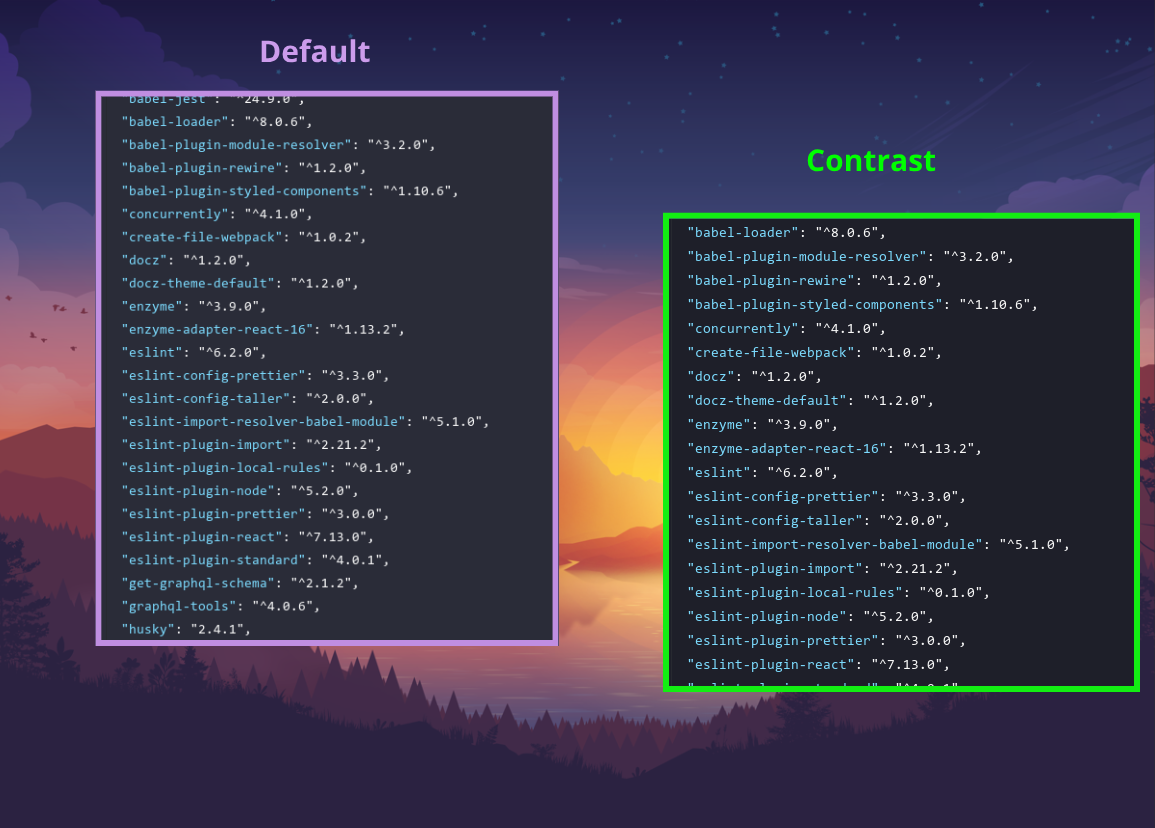 Default
"babel-jest": "^24.9.0",
"babel-loader": "^8.0.6",
"babel-plugin-module-resolver": "^3.2.0",
"babel-plugin-rewire": "^1.2.0",
"babel-plugin-styled-components": "^1.10.6",
"concurrently": "^4.1.0",
"create-file-webpack": "^1.0.2",
"docz": "^1.2.0",
"docz-theme-default": "^1.2.0",
"enzyme": "^3.9.0",
"enzyme-adapter-react-16": "^1.13.2",
"eslint": "^6.2.0",
"eslint-config-prettier": "^3.3.0",
"eslint-config-taller": "^2.0.0",
"eslint-import-resolver-babel-module": "^5.1.0",
"eslint-plugin-import": "^2.21.2",
"eslint-plugin-local-rules": "^0.1.0",
"eslint-plugin-node": "^5.2.0",
"eslint-plugin-prettier": "^3.0.0",
"eslint-plugin-react": "^7.13.0",
"eslint-plugin-standard": "^4.0.1",
"get-graphql-schema": "^2.1.2",
"graphql-tools": "^4.0.6",
"husky": "2.4.1",
Contrast
"babel-loader": "^8.0.6",
"babel-plugin-module-resolver": "^3.2.0",
"babel-plugin-rewire": "^1.2.0",
"babel-plugin-styled-components": "^1.10.6",
"concurrently": "^4.1.0",
"create-file-webpack": "^1.0.2",
"docz": "^1.2.0",
"docz-theme-default": "^1.2.0",
"enzyme": "^3.9.0",
"enzyme-adapter-react-16": "^1.13.2",
"eslint": "^6.2.0",
"eslint-config-prettier": "^3.3.0",
"eslint-config-taller": "^2.0.0",
"eslint-import-resolver-babel-module": "^5.1.0",
"eslint-plugin-import": "^2.21.2",
"eslint-plugin-local-rules": "^0.1.0",
"eslint-plugin-node": "^5.2.0",
"eslint-plugin-prettier": "^3.0.0",
"eslint-plugin-react": "^7.13.0",